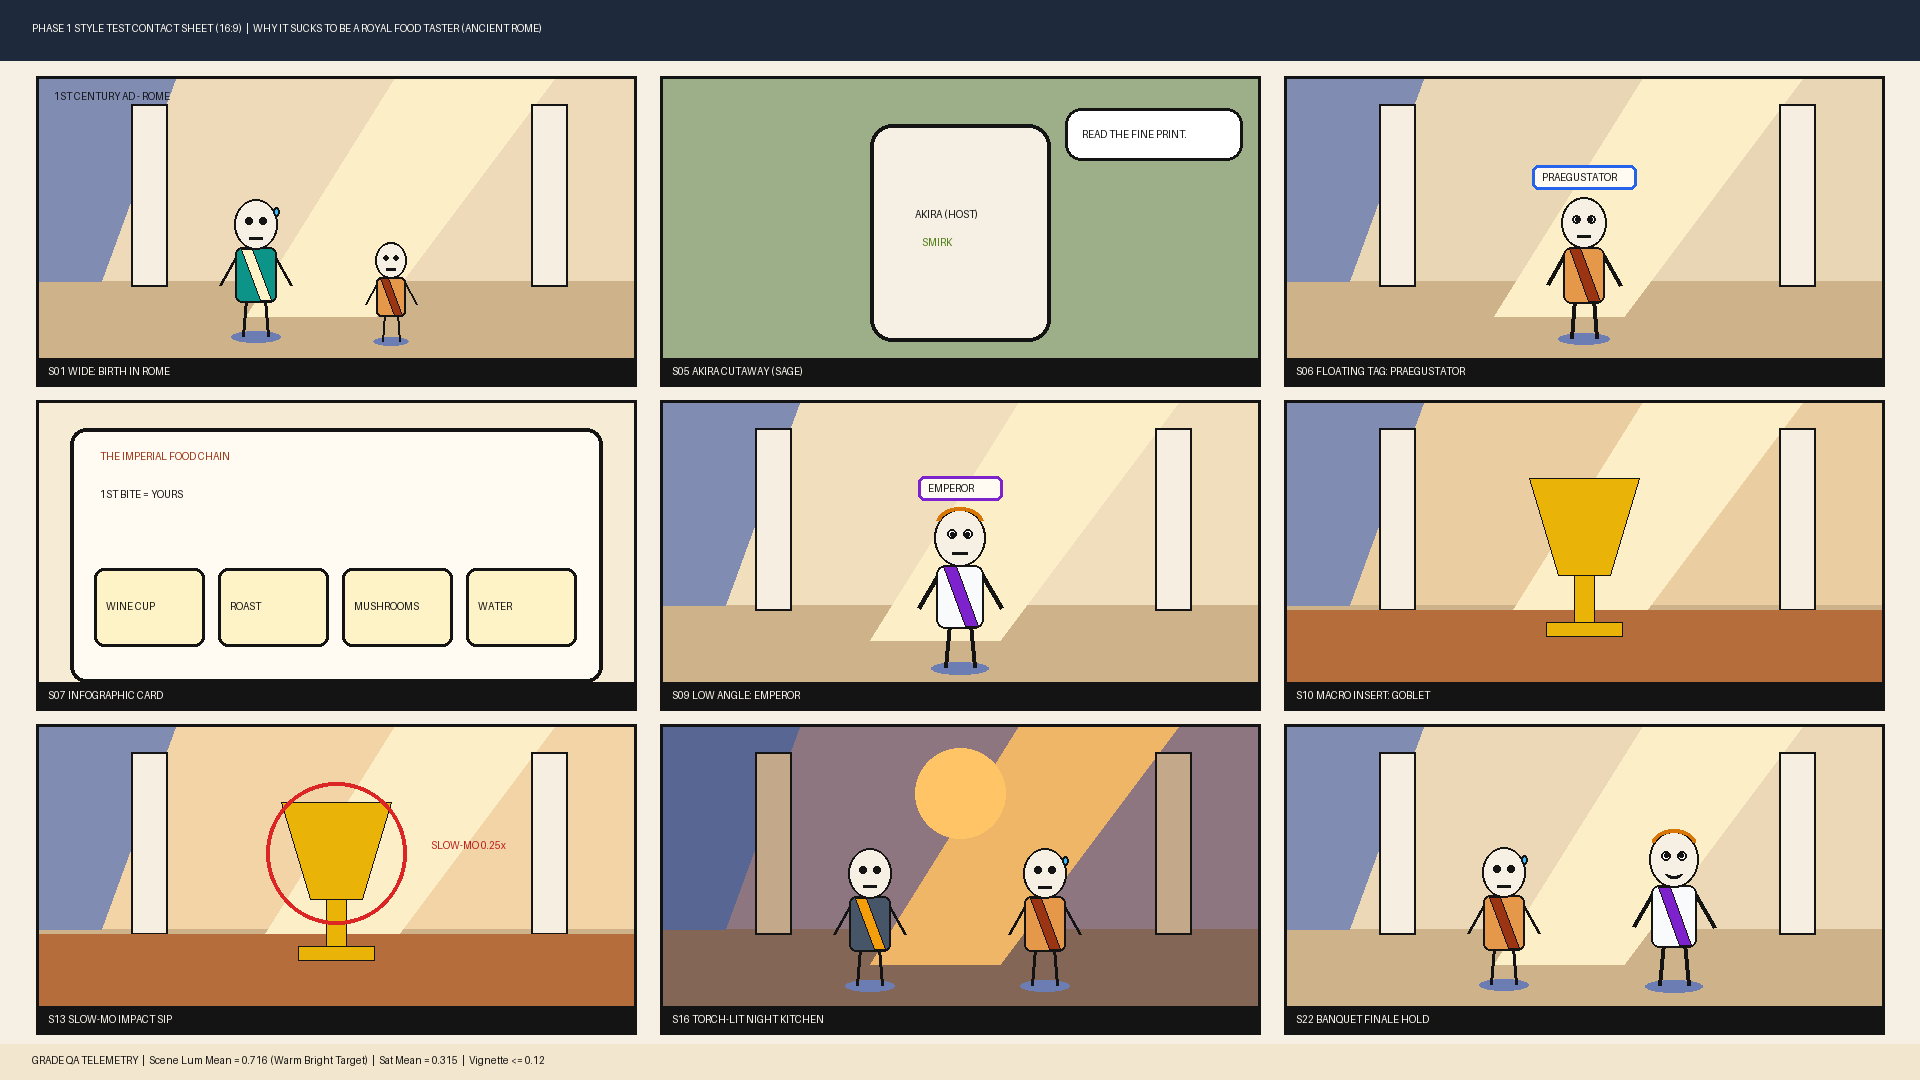 PHASE 1 STYLE TEST CONTACT SHEET (16:9) | WHY IT SUCKS TO BE A ROYAL FOOD TASTER (ANCIENT ROME)
1ST CENTURY AD - ROME
S01 WIDE: BIRTH IN ROME
READ THE FINE PRINT.
AKIRA (HOST)
SMIRK
S05 AKIRA CUTAWAY (SAGE)
PRAEGUSTATOR
S06 FLOATING TAG: PRAEGUSTATOR
THE IMPERIAL FOOD CHAIN
1ST BITE = YOURS
WINE CUP
ROAST
MUSHROOMS
WATER
S07 INFOGRAPHIC CARD
EMPEROR
S09 LOW ANGLE: EMPEROR
S10 MACRO INSERT: GOBLET
SLOW-MO 0.25x
S13 SLOW-MO IMPACT SIP
S16 TORCH-LIT NIGHT KITCHEN
S22 BANQUET FINALE HOLD
GRADE QA TELEMETRY | Scene Lum Mean = 0.716 (Warm Bright Target) | Sat Mean = 0.315 | Vignette <= 0.12